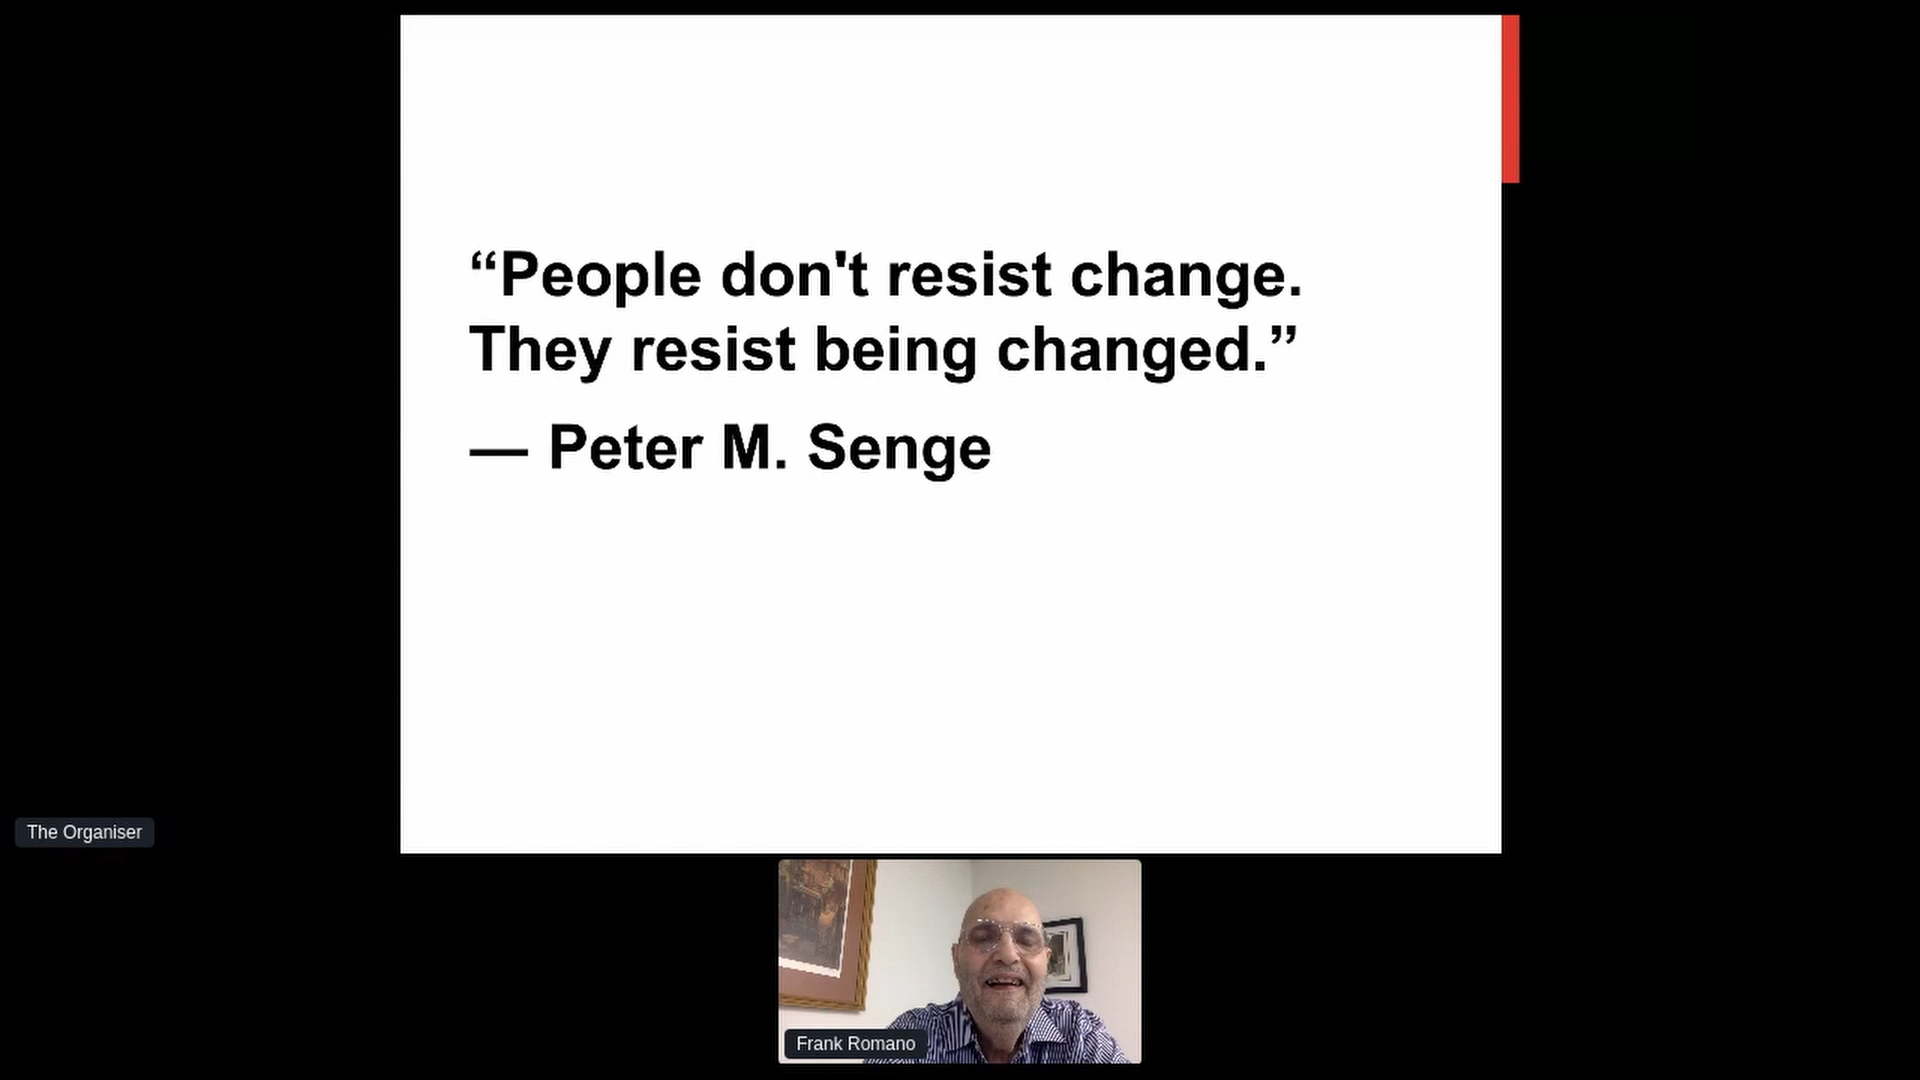 “People don't resist change.
They resist being changed.”
— Peter M. Senge
The Organiser
Frank Romano